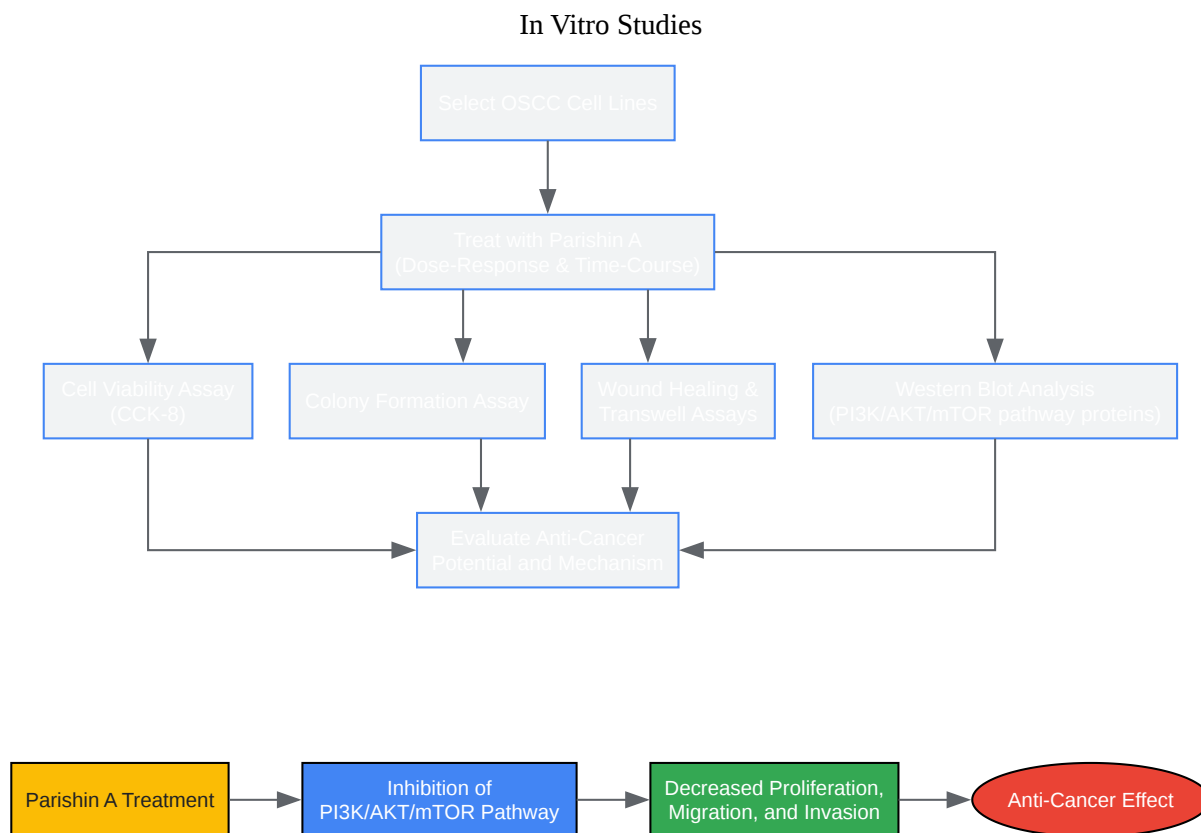 In Vitro Studies
Select OSCC Cell Lines
Treat with Parishin A
(Dose-Response & Time-Course)
Cell Viability Assay
(CCK-8)
Colony Formation Assay
Wound Healing &
Transwell Assays
Western Blot Analysis
(PI3K/AKT/mTOR pathway proteins)
Evaluate Anti-Cancer
Potential and Mechanism
Parishin A Treatment
Inhibition of
PI3K/AKT/mTOR Pathway
Decreased Proliferation,
Migration, and Invasion
Anti-Cancer Effect